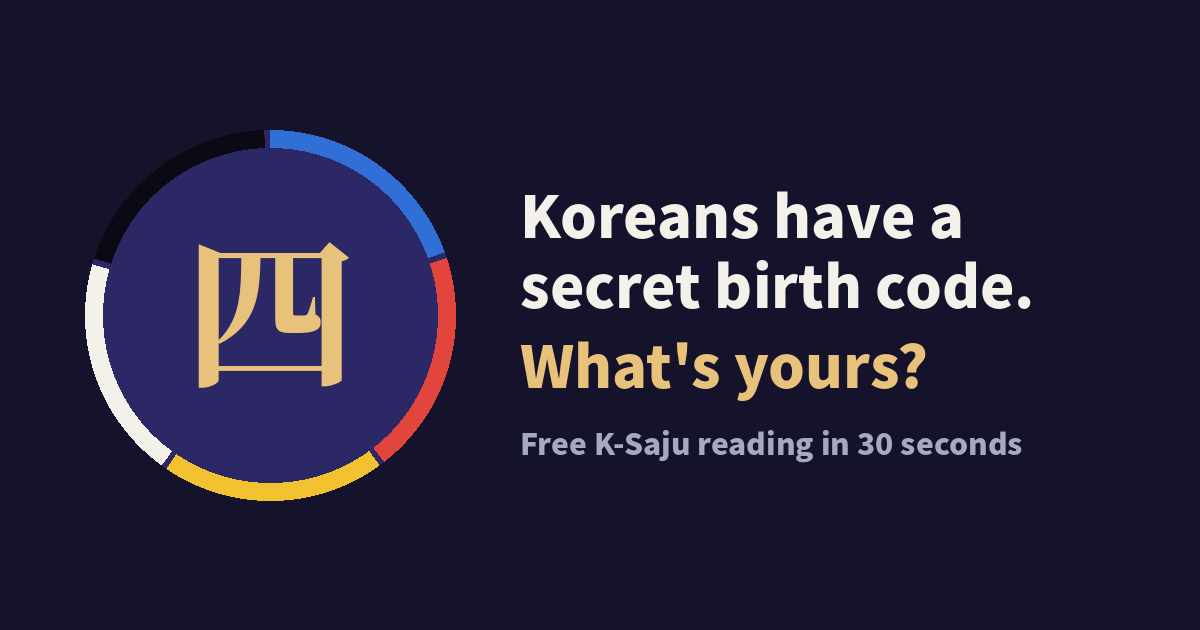 四
Koreans have a
secret birth code.
What's yours?
Free K-Saju reading in 30 seconds